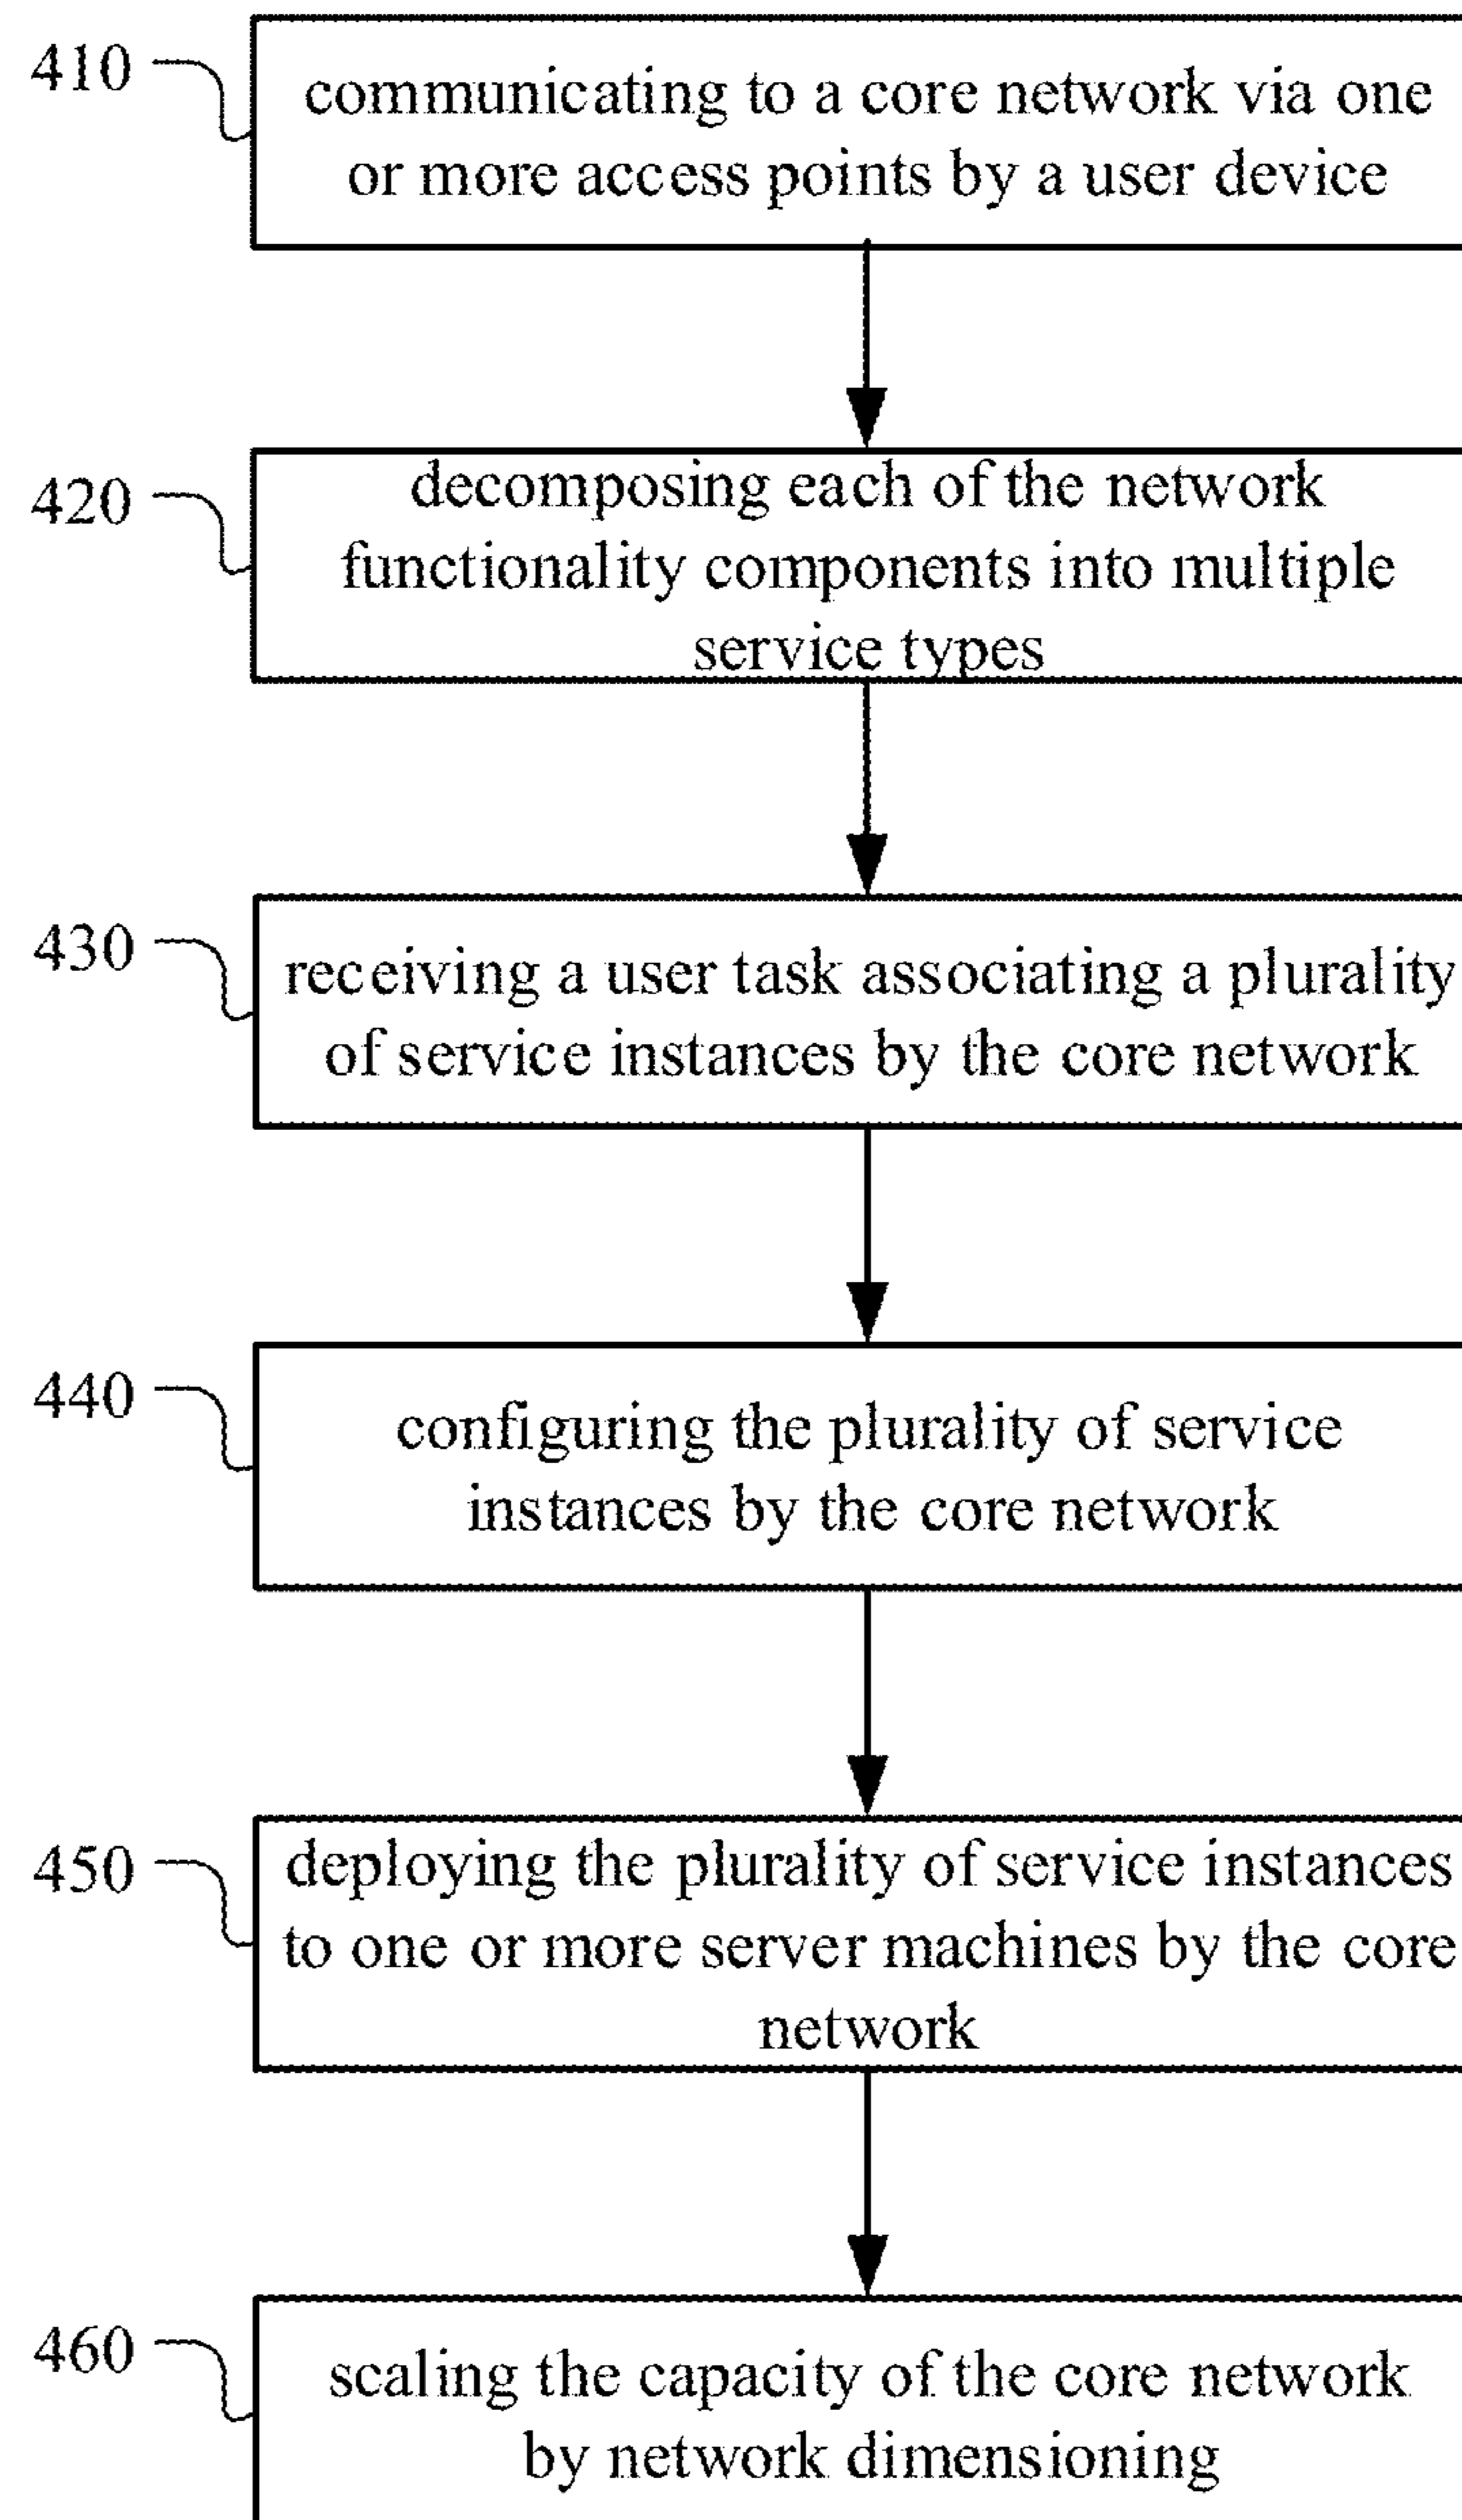 410
communicating to a core network via one
or more access points by a user device
420
decomposing each of the network
functionality components into multiple
service types
430
receiving a user task associating a plurality
of service instances by the core network
440
configuring the plurality of service
instances by the core network
450
deploying the plurality of service instances
to one or more server machines by the core
network
460
scaling the capacity of the core network
by network dimensioning